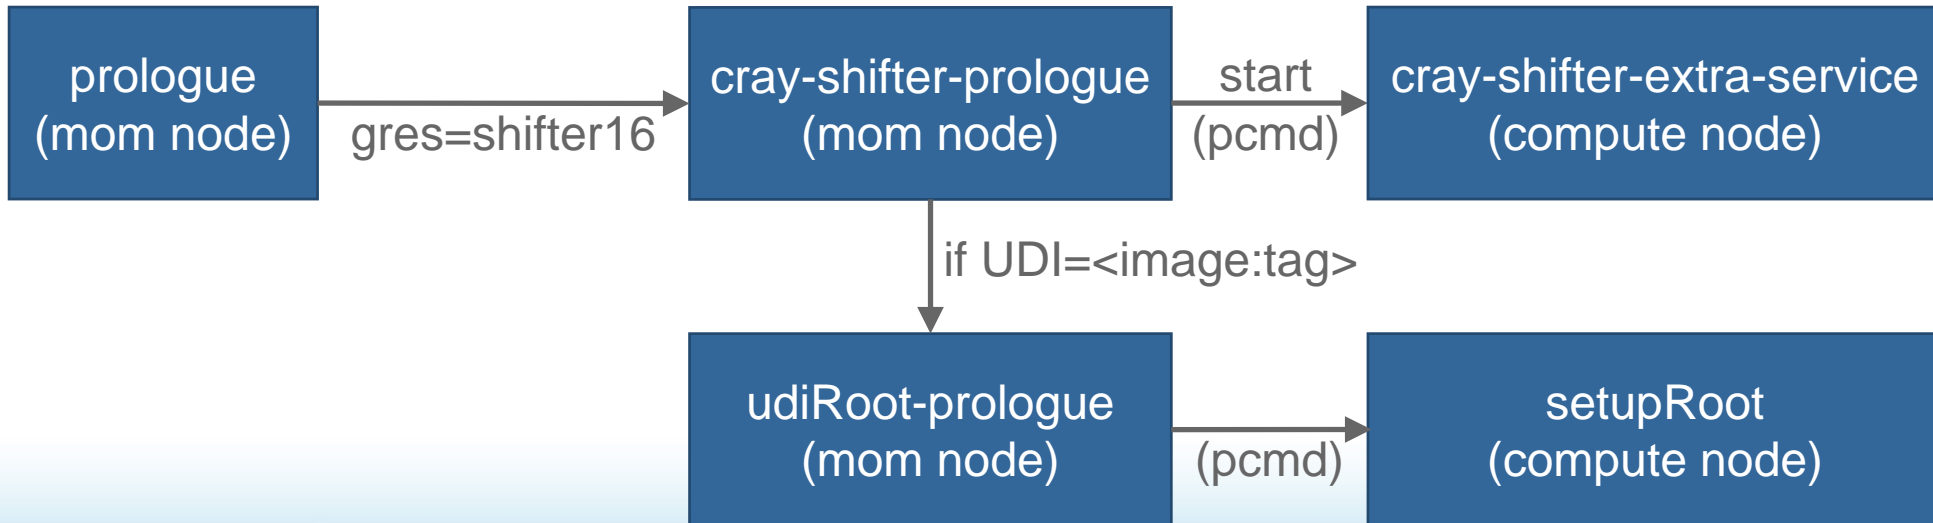 prologue
(mom node)
gres=shifter16
cray-shifter-prologue
(mom node)
start
(pcmd)
cray-shifter-extra-service
(compute node)
if UDI=<image:tag>
udiRoot-prologue
(mom node)
(pcmd)
setupRoot
(compute node)